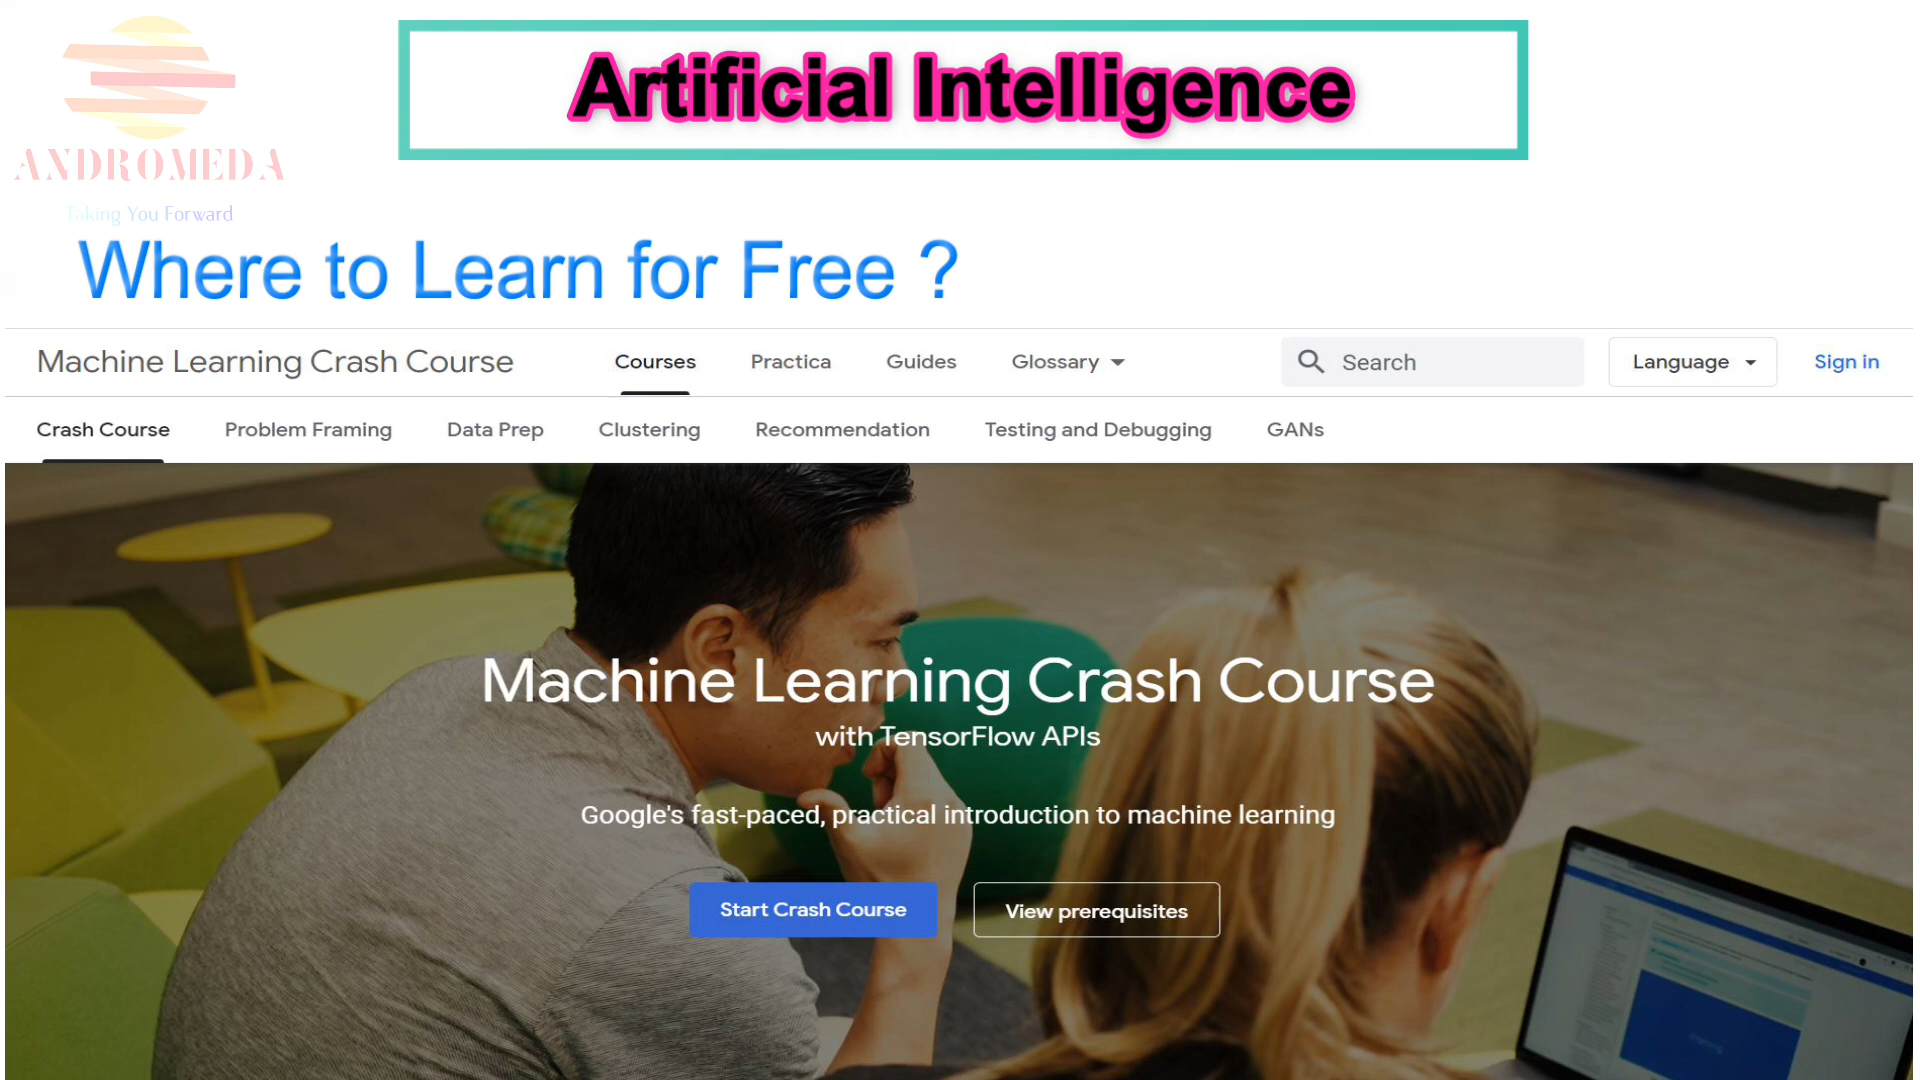 Artificial Intelligence
ANDROMEDA
Taking You Forward
Where to Learn for Free ?
Machine Learning Crash Course Courses Practica Guides Glossary Search Language Sign in
Crash Course Problem Framing Data Prep Clustering Recommendation Testing and Debugging GANs
Machine Learning Crash Course
with TensorFlow APIs
Google's fast-paced, practical introduction to machine learning
Start Crash Course View prerequisites